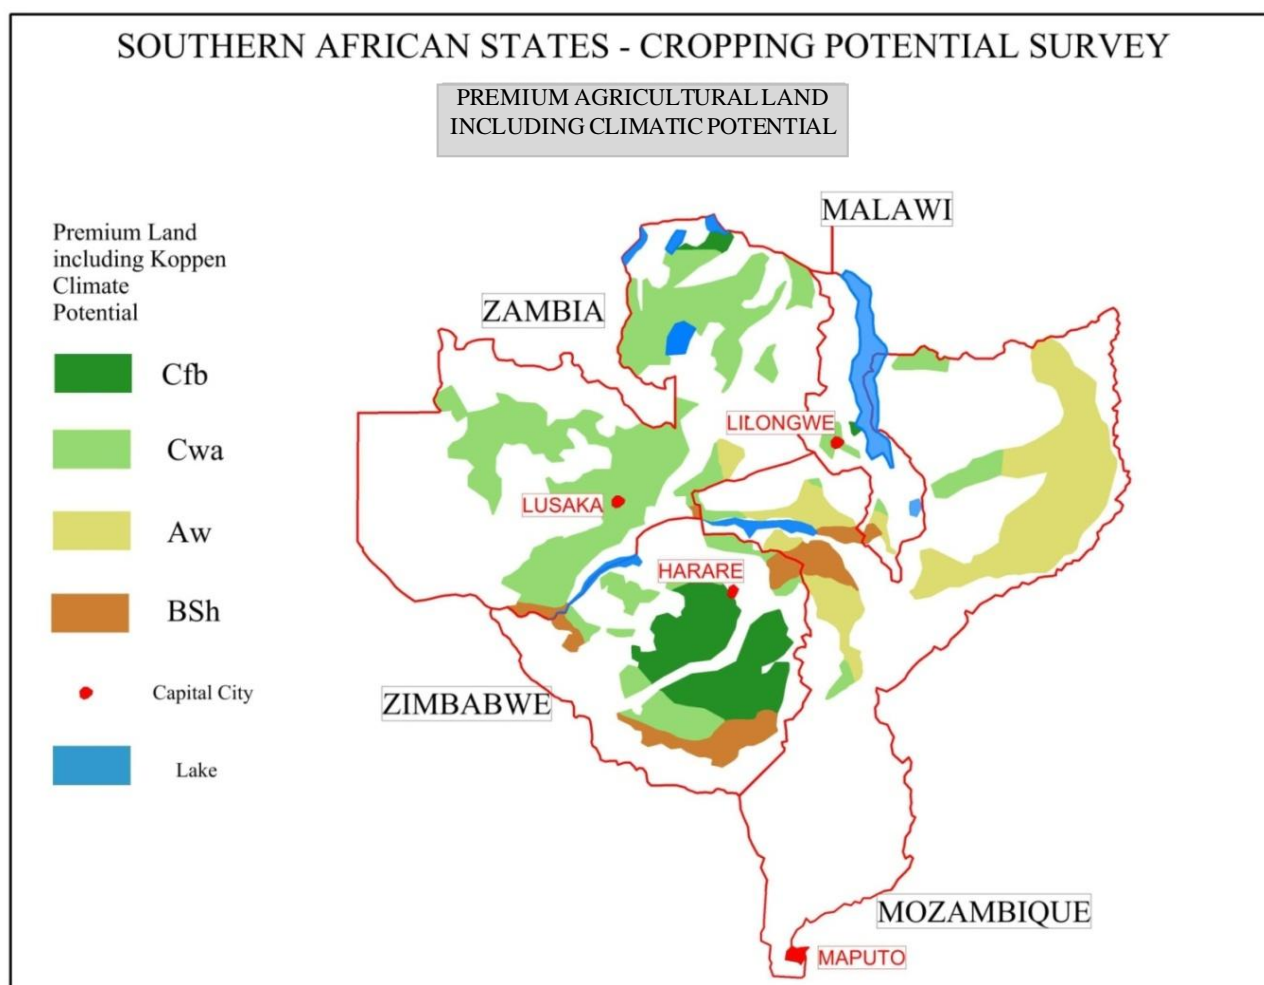 SOUTHERN AFRICAN STATES - CROPPING POTENTIAL SURVEY
PREMIUM AGRICULTURAL LAND
INCLUDING CLIMATIC POTENTIAL
MALAWI
Premium Land
including Koppen
Climate
Potential
ZAMBIA
Cfb
LILONGWE
Cwa
LUSAKA
Aw
HARARE
BSh
Capital City
ZIMBABWE
Lake
MOZAMBIQUE
MAPUTO